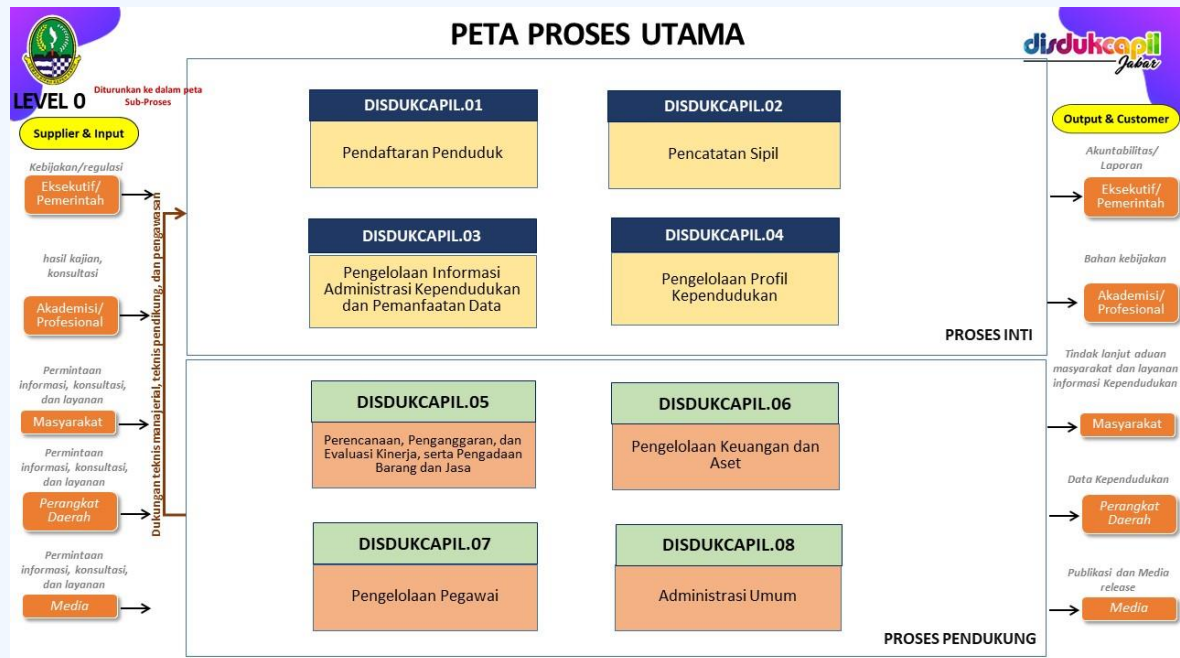 PETA PROSES UTAMA
disdukcapil
Jabar
LEVEL 0
Diturunkan ke dalam peta
Sub-Proses
Supplier & Input
Kebijakan/regulasi
Eksekutif/
Pemerintah
hasil kajian,
konsultasi
Akademisi/
Profesional
Permintaan
informasi, konsultasi,
dan layanan
Masyarakat
Permintaan
informasi, konsultasi,
dan layanan
Perangkat
Daerah
Permintaan
informasi, konsultasi,
dan layanan
Media
Dukungan teknis manajerial, teknis pendikung, dan pengawasan
DISDUKCAPIL.01
Pendaftaran Penduduk
DISDUKCAPIL.02
Pencatatan Sipil
DISDUKCAPIL.03
Pengelolaan Informasi
Administrasi Kependudukan
dan Pemanfaatan Data
DISDUKCAPIL.04
Pengelolaan Profil
Kependudukan
PROSES INTI
DISDUKCAPIL.05
Perencanaan, Penganggaran, dan
Evaluasi Kinerja, serta Pengadaan
Barang dan Jasa
DISDUKCAPIL.06
Pengelolaan Keuangan dan
Aset
DISDUKCAPIL.07
Pengelolaan Pegawai
DISDUKCAPIL.08
Administrasi Umum
PROSES PENDUKUNG
Output & Customer
Akuntabilitas/
Laporan
Eksekutif/
Pemerintah
Bahan kebijakan
Akademisi/
Profesional
Tindak lanjut aduan
masyarakat dan layanan
informasi Kependudukan
Masyarakat
Data Kependudukan
Perangkat
Daerah
Publikasi dan Media
release
Media